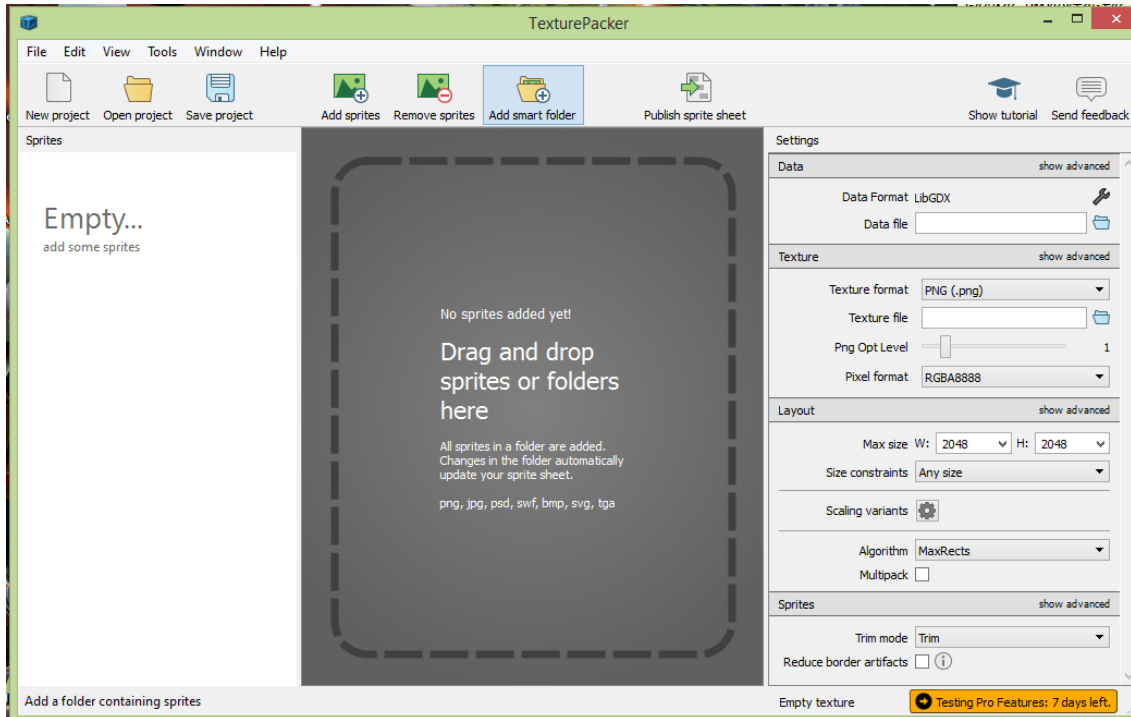 TexturePacker
File Edit View Tools Window Help
New project Open project Save project Add sprites Remove sprites Add smart folder Publish sprite sheet Show tutorial Send feedback
Sprites
Empty...
add some sprites
No sprites added yet!
Drag and drop
sprites or folders
here
All sprites in a folder are added.
Changes in the folder automatically
update your sprite sheet.
png, jpg, psd, swf, bmp, svg, tga
Settings
Data show advanced
Data Format LibGDX
Data file
Texture show advanced
Texture format PNG (.png)
Texture file
Png Opt Level 1
Pixel format RGBA8888
Layout show advanced
Max size W: 2048 H: 2048
Size constraints Any size
Scaling variants
Algorithm MaxRects
Multipack
Sprites show advanced
Trim mode Trim
Reduce border artifacts
Add a folder containing sprites
Empty texture Testing Pro Features: 7 days left.